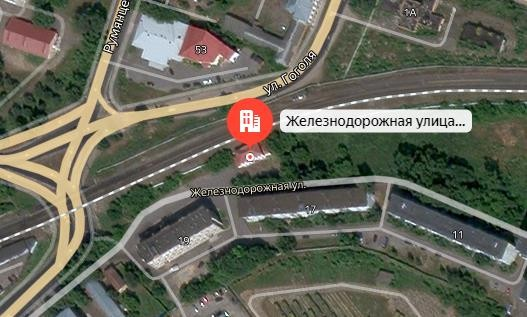 1А
Румянце
53
ул. Гоголя
Железнодорожная улица...
Железнодорожная ул.
17
19
11